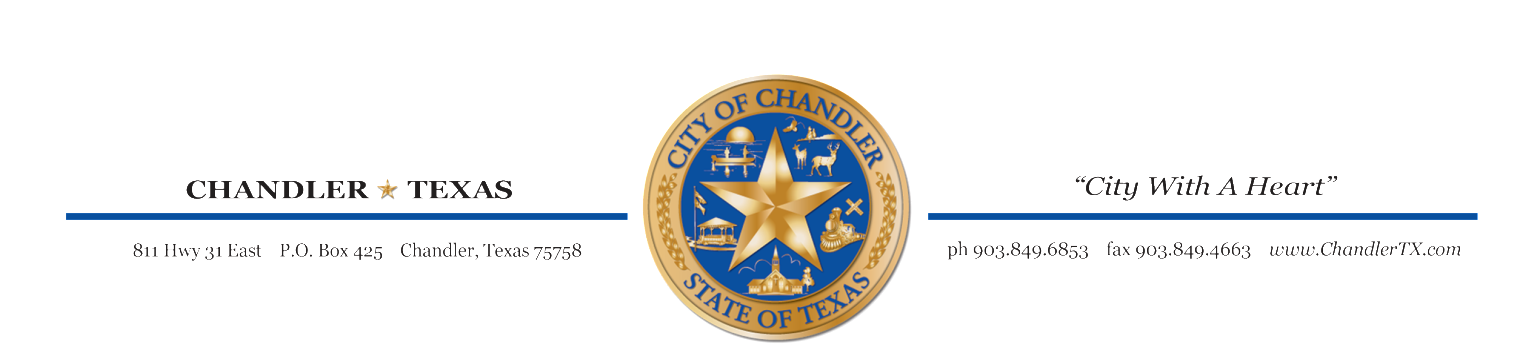 CHANDLER TEXAS
811 Hwy 31 East P.O. Box 425 Chandler, Texas 75758
CITY OF CHANDLER
STATE OF TEXAS
“City With A Heart”
ph 903.849.6853 fax 903.849.4663 www.ChandlerTX.com